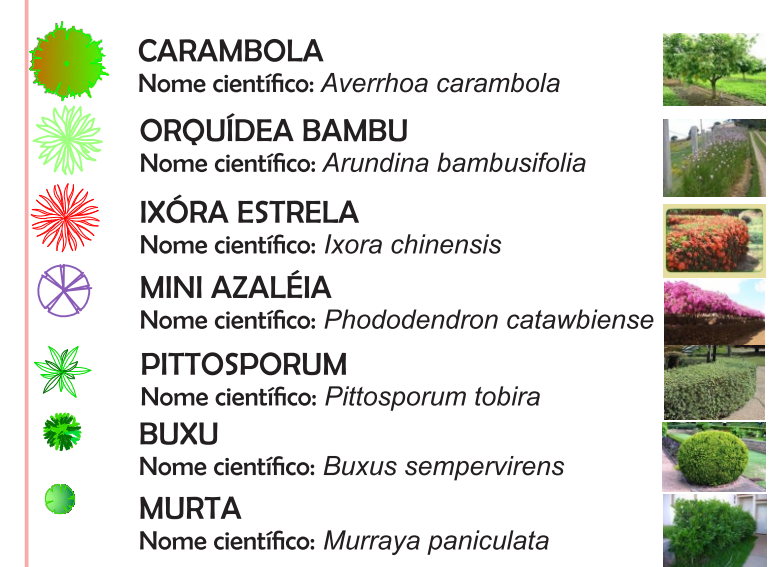 CARAMBOLA
Nome científico: Averrhoa carambola
ORQUÍDEA BAMBU
Nome científico: Arundina bambusifolia
IXÓRA ESTRELA
Nome científico: Ixora chinensis
MINI AZALÉIA
Nome científico: Phododendron catawbiense
PITTOSPORUM
Nome científico: Pittosporum tobira
BUXU
Nome científico: Buxus sempervirens
MURTA
Nome científico: Murraya paniculata